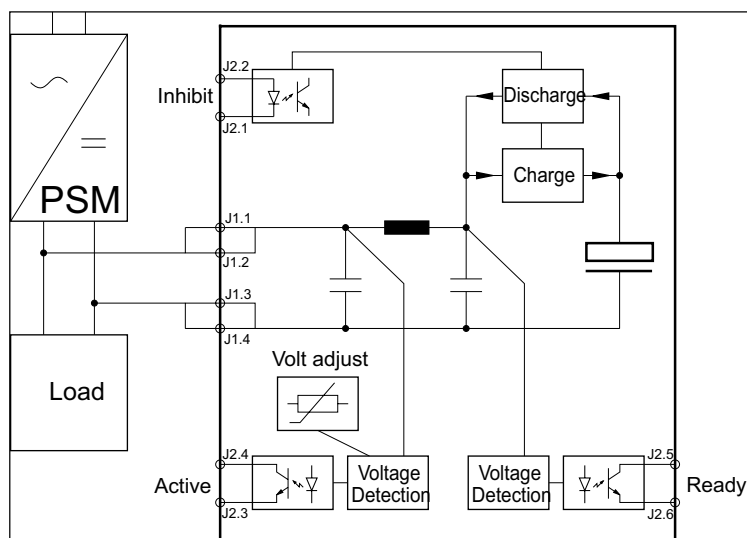 J2.2
Inhibit
J2.1
Discharge
Charge
PSM
J1.1
J1.2
J1.3
J1.4
Volt adjust
Load
J2.4
Active
J2.3
Voltage
Detection
Voltage
Detection
J2.5
Ready
J2.6